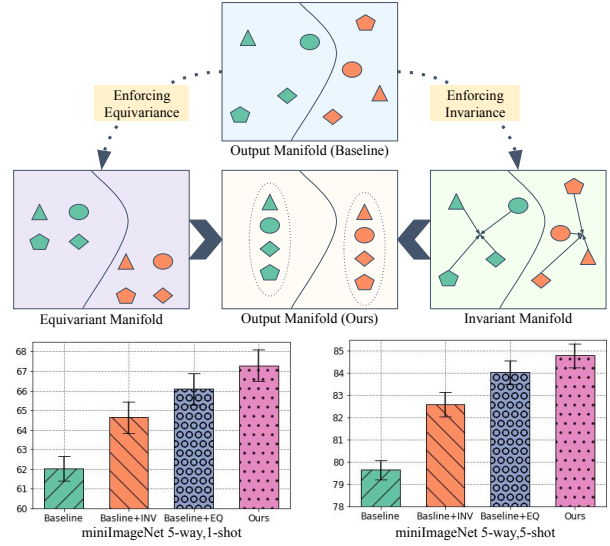 Enforcing
Equivariance
Enforcing
Invariance
Output Manifold (Baseline)
Equivariant Manifold
Output Manifold (Ours)
Invariant Manifold
68
67
66
65
64
63
62
61
60
Baseline
Basline+INV
Baseline+EQ
Ours
miniImageNet 5-way,1-shot
85
84
83
82
81
80
79
78
Baseline
Baseline+INV
Baseline+EQ
Ours
miniImageNet 5-way,5-shot